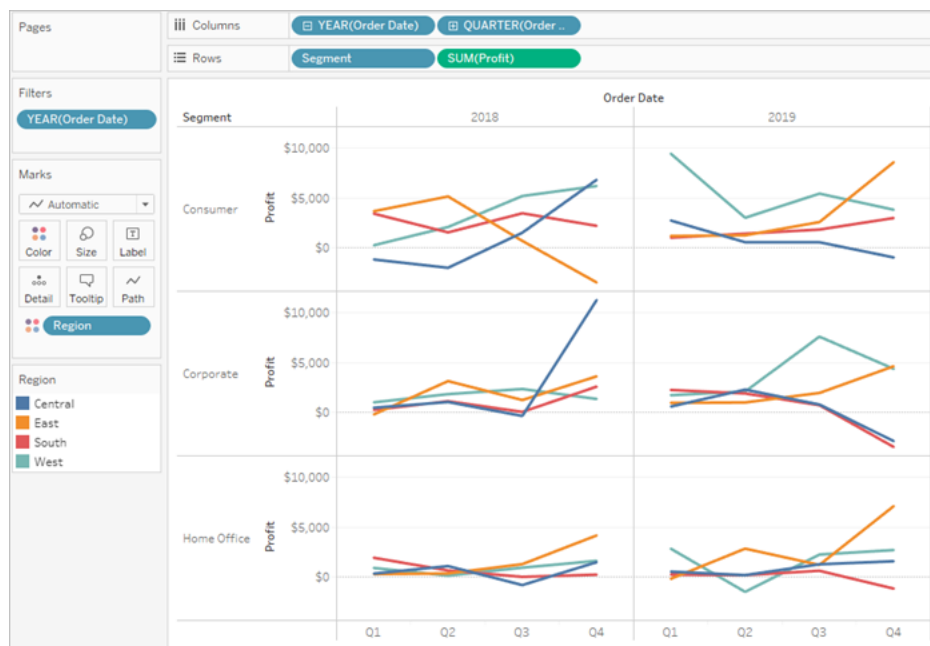 Pages
Columns
YEAR(Order Date)
QUARTER(Order ..
Rows
Segment
SUM(Profit)
Filters
YEAR(Order Date)
Marks
Automatic
Color
Size
Label
Detail
Tooltip
Path
Region
Region
Central
East
South
West
Order Date
Segment
2018
2019
Consumer
Profit
$10,000
$5,000
$0
Corporate
Profit
$10,000
$5,000
$0
Home Office
Profit
$10,000
$5,000
$0
Q1 Q2 Q3 Q4 Q1 Q2 Q3 Q4